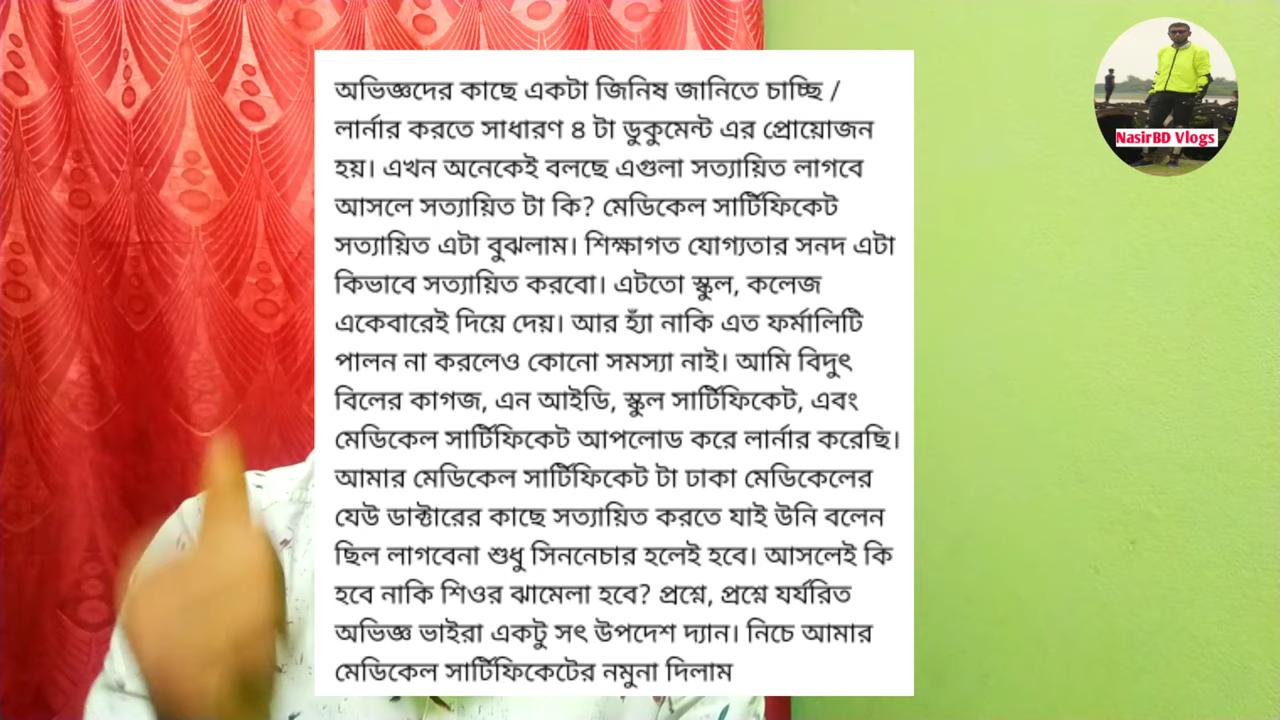 অভিজ্ঞদের কাছে একটা জিনিষ জানিতে চাচ্ছি /
লার্নার করতে সাধারণ ৪ টা ডুকুমেন্ট এর প্রোয়োজন
হয়। এখন অনেকেই বলছে এগুলা সত্যায়িত লাগবে
আসলে সত্যায়িত টা কি? মেডিকেল সার্টিফিকেট
সত্যায়িত এটা বুঝলাম। শিক্ষাগত যোগ্যতার সনদ এটা
কিভাবে সত্যায়িত করবো। এটতো স্কুল, কলেজ
একেবারেই দিয়ে দেয়। আর হ্যাঁ নাকি এত ফর্মালিটি
পালন না করলেও কোনো সমস্যা নাই। আমি বিদুৎ
বিলের কাগজ, এন আইডি, স্কুল সার্টিফিকেট, এবং
মেডিকেল সার্টিফিকেট আপলোড করে লার্নার করেছি।
আমার মেডিকেল সার্টিফিকেট টা ঢাকা মেডিকেলের
যেউ ডাক্টারের কাছে সত্যায়িত করতে যাই উনি বলেন
ছিল লাগবেনা শুধু সিননেচার হলেই হবে। আসলেই কি
হবে নাকি শিওর ঝামেলা হবে? প্রশ্নে, প্রশ্নে যর্যরিত
অভিজ্ঞ ভাইরা একটু সৎ উপদেশ দ্যান। নিচে আমার
মেডিকেল সার্টিফিকেটের নমুনা দিলাম
NasirBD Vlogs